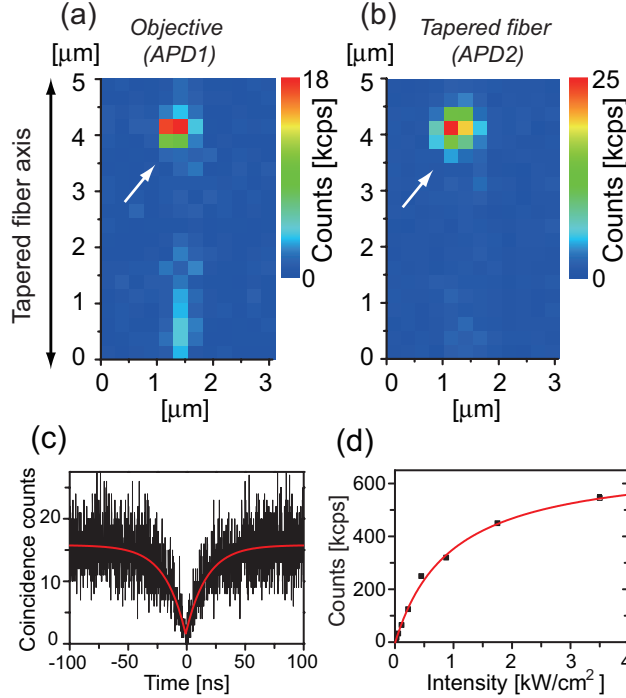 (a)
Objective
(APD1)
(b)
Tapered fiber
(APD2)
[μm]
[μm]
5
4
3
2
1
0
0
1
2
3
[μm]
Tapered fiber axis
18
0
Counts [kcps]
5
4
3
2
1
0
0
1
2
3
[μm]
25
0
Counts [kcps]
(c)
Coincidence counts
20
15
10
0
-100
-50
0
50
100
Time [ns]
(d)
Counts [kcps]
600
400
200
0
0
1
2
3
4
Intensity [kW/cm²]